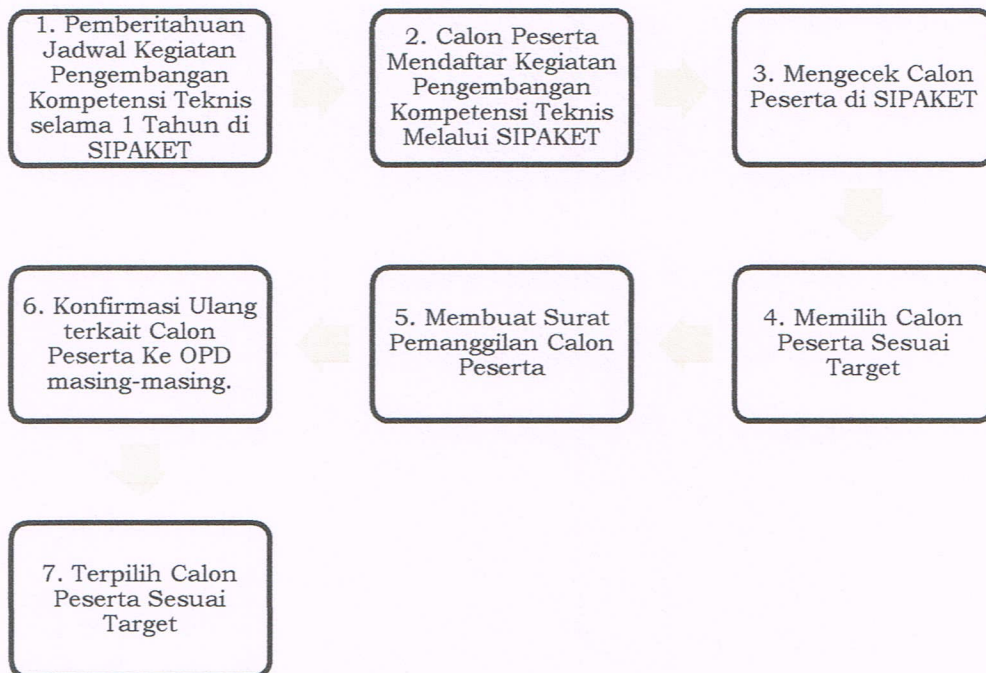 1. Pemberitahuan
Jadwal Kegiatan
Pengembangan
Kompetensi Teknis
selama 1 Tahun di
SIPAKET
2. Calon Peserta
Mendaftar Kegiatan
Pengembangan
Kompetensi Teknis
Melalui SIPAKET
3. Mengecek Calon
Peserta di SIPAKET
4. Memilih Calon
Peserta Sesuai
Target
5. Membuat Surat
Pemanggilan Calon
Peserta
6. Konfirmasi Ulang
terkait Calon
Peserta Ke OPD
masing-masing.
7. Terpilih Calon
Peserta Sesuai
Target